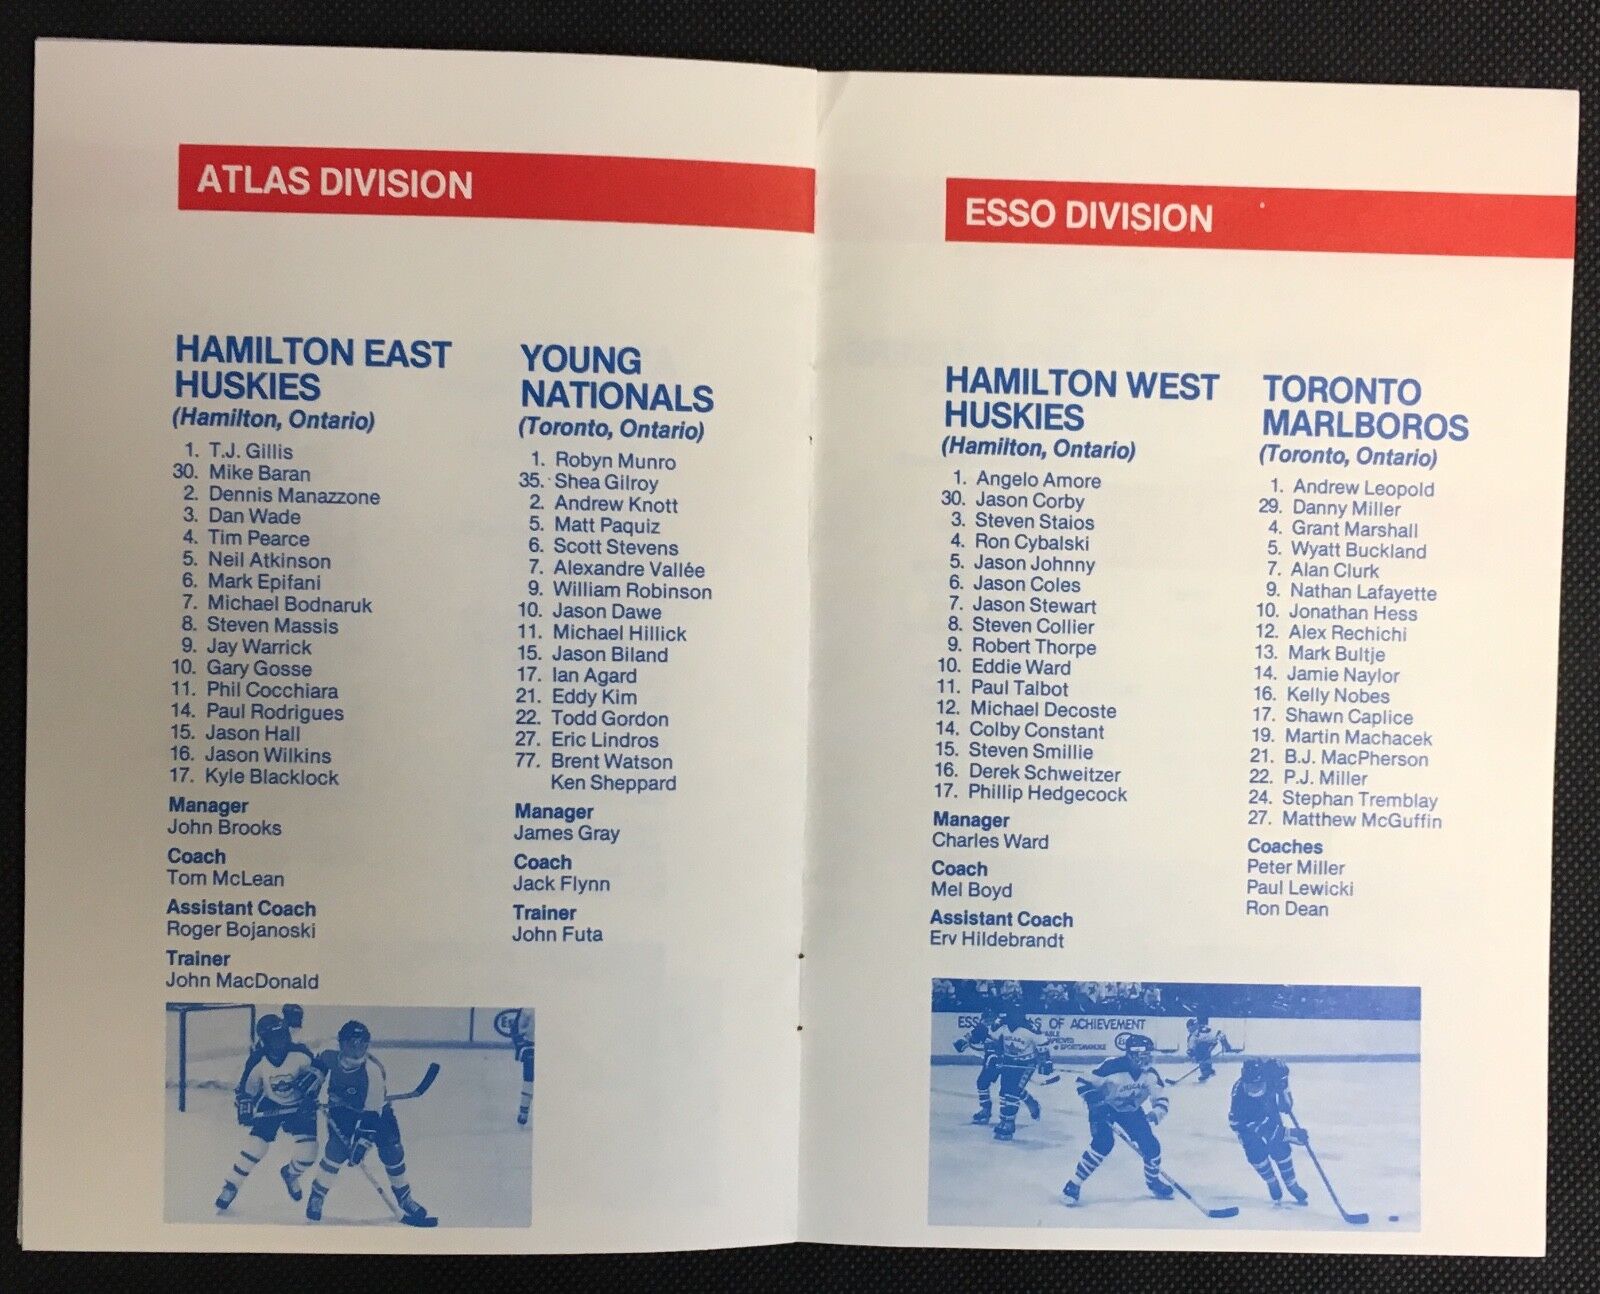 ATLAS DIVISION
HAMILTON EAST
HUSKIES
(Hamilton, Ontario)
1. T.J. Gillis
30. Mike Baran
2. Dennis Manazzone
3. Dan Wade
4. Tim Pearce
5. Neil Atkinson
6. Mark Epifani
7. Michael Bodnaruk
8. Steven Massis
9. Jay Warrick
10. Gary Gosse
11. Phil Cocchiara
14. Paul Rodrigues
15. Jason Hall
16. Jason Wilkins
17. Kyle Blacklock
Manager
John Brooks
Coach
Tom McLean
Assistant Coach
Roger Bojanoski
Trainer
John MacDonald
YOUNG
NATIONALS
(Toronto, Ontario)
1. Robyn Munro
35. Shea Gilroy
2. Andrew Knott
5. Matt Paquiz
6. Scott Stevens
7. Alexandre Vallée
9. William Robinson
10. Jason Dawe
11. Michael Hillick
15. Jason Biland
17. Ian Agard
21. Eddy Kim
22. Todd Gordon
27. Eric Lindros
77. Brent Watson
Ken Sheppard
Manager
James Gray
Coach
Jack Flynn
Trainer
John Futa
ESSO DIVISION
HAMILTON WEST
HUSKIES
(Hamilton, Ontario)
1. Angelo Amore
30. Jason Corby
3. Steven Staios
4. Ron Cybalski
5. Jason Johnny
6. Jason Coles
7. Jason Stewart
8. Steven Collier
9. Robert Thorpe
10. Eddie Ward
11. Paul Talbot
12. Michael Decoste
14. Colby Constant
15. Steven Smillie
16. Derek Schweitzer
17. Phillip Hedgecock
Manager
Charles Ward
Coach
Mel Boyd
Assistant Coach
Erv Hildebrandt
TORONTO
MARLBOROS
(Toronto, Ontario)
1. Andrew Leopold
29. Danny Miller
4. Grant Marshall
5. Wyatt Buckland
7. Alan Clurk
9. Nathan Lafayette
10. Jonathan Hess
12. Alex Rechichi
13. Mark Bultje
14. Jamie Naylor
16. Kelly Nobes
17. Shawn Caplice
19. Martin Machacek
21. B.J. MacPherson
22. P.J. Miller
24. Stephan Tremblay
27. Matthew McGuffin
Coaches
Peter Miller
Paul Lewicki
Ron Dean
OF ACHIEVEMENT